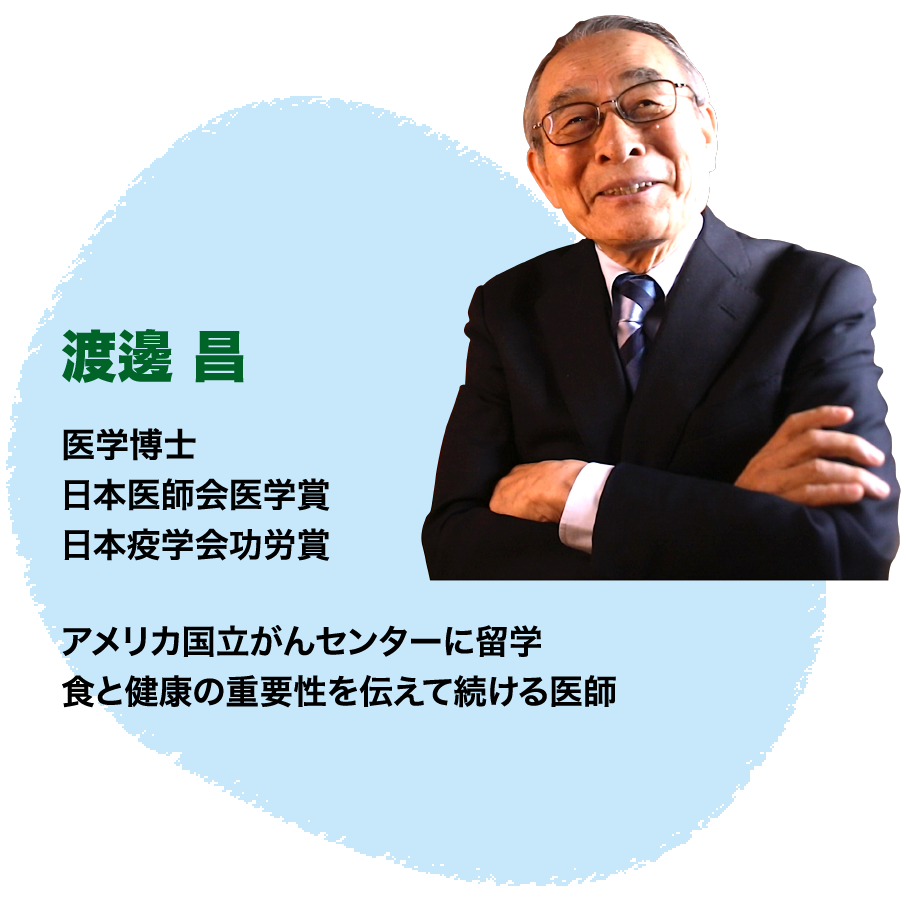 渡邊 昌
医学博士
日本医師会医学賞
日本疫学会功労賞
アメリカ国立がんセンターに留学
食と健康の重要性を伝えて続ける医師